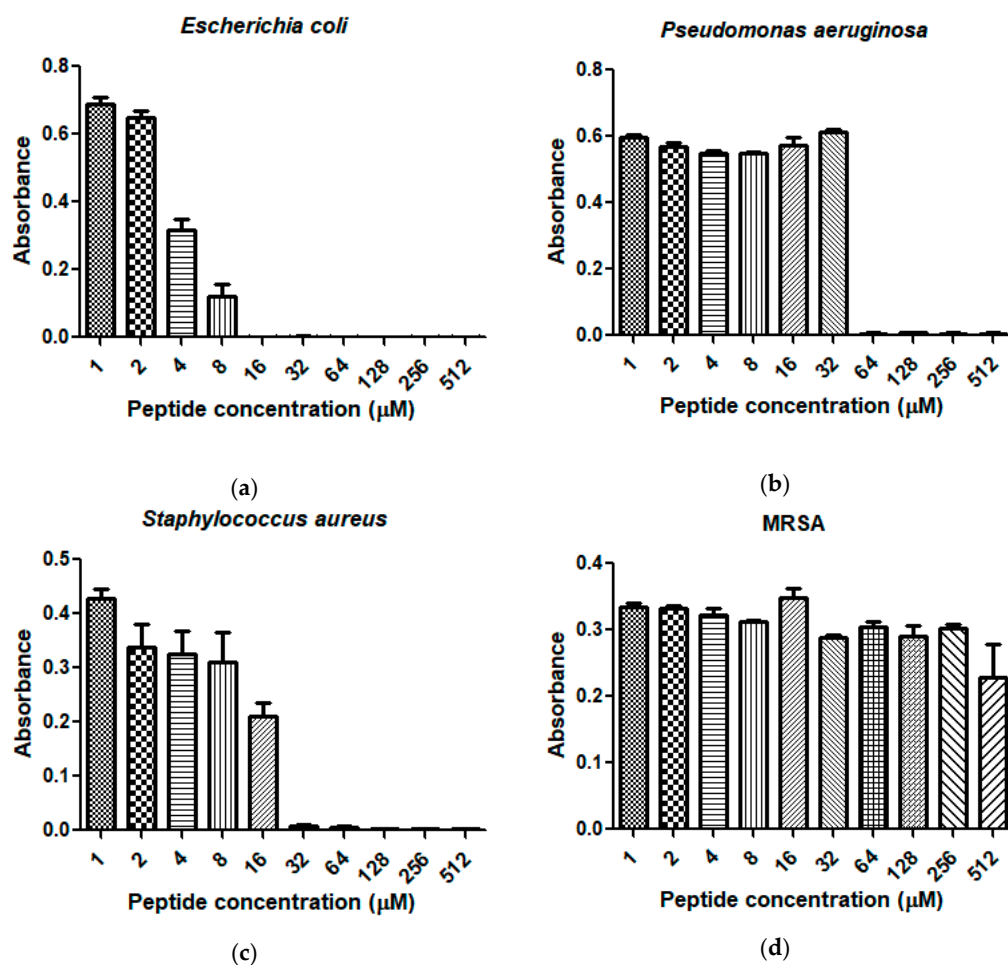 Escherichia coli
Absorbance
0.8
0.6
0.4
0.2
0.0
1 2 4 8 16 32 64 128 256 512
Peptide concentration (μM)
(a)
Pseudomonas aeruginosa
Absorbance
0.8
0.6
0.4
0.2
0.0
1 2 4 8 16 32 64 128 256 512
Peptide concentration (μM)
(b)
Staphylococcus aureus
Absorbance
0.5
0.4
0.3
0.2
0.1
0.0
1 2 4 8 16 32 64 128 256 512
Peptide concentration (μM)
(c)
MRSA
Absorbance
0.4
0.3
0.2
0.1
0.0
1 2 4 8 16 32 64 128 256 512
Peptide concentration (μM)
(d)